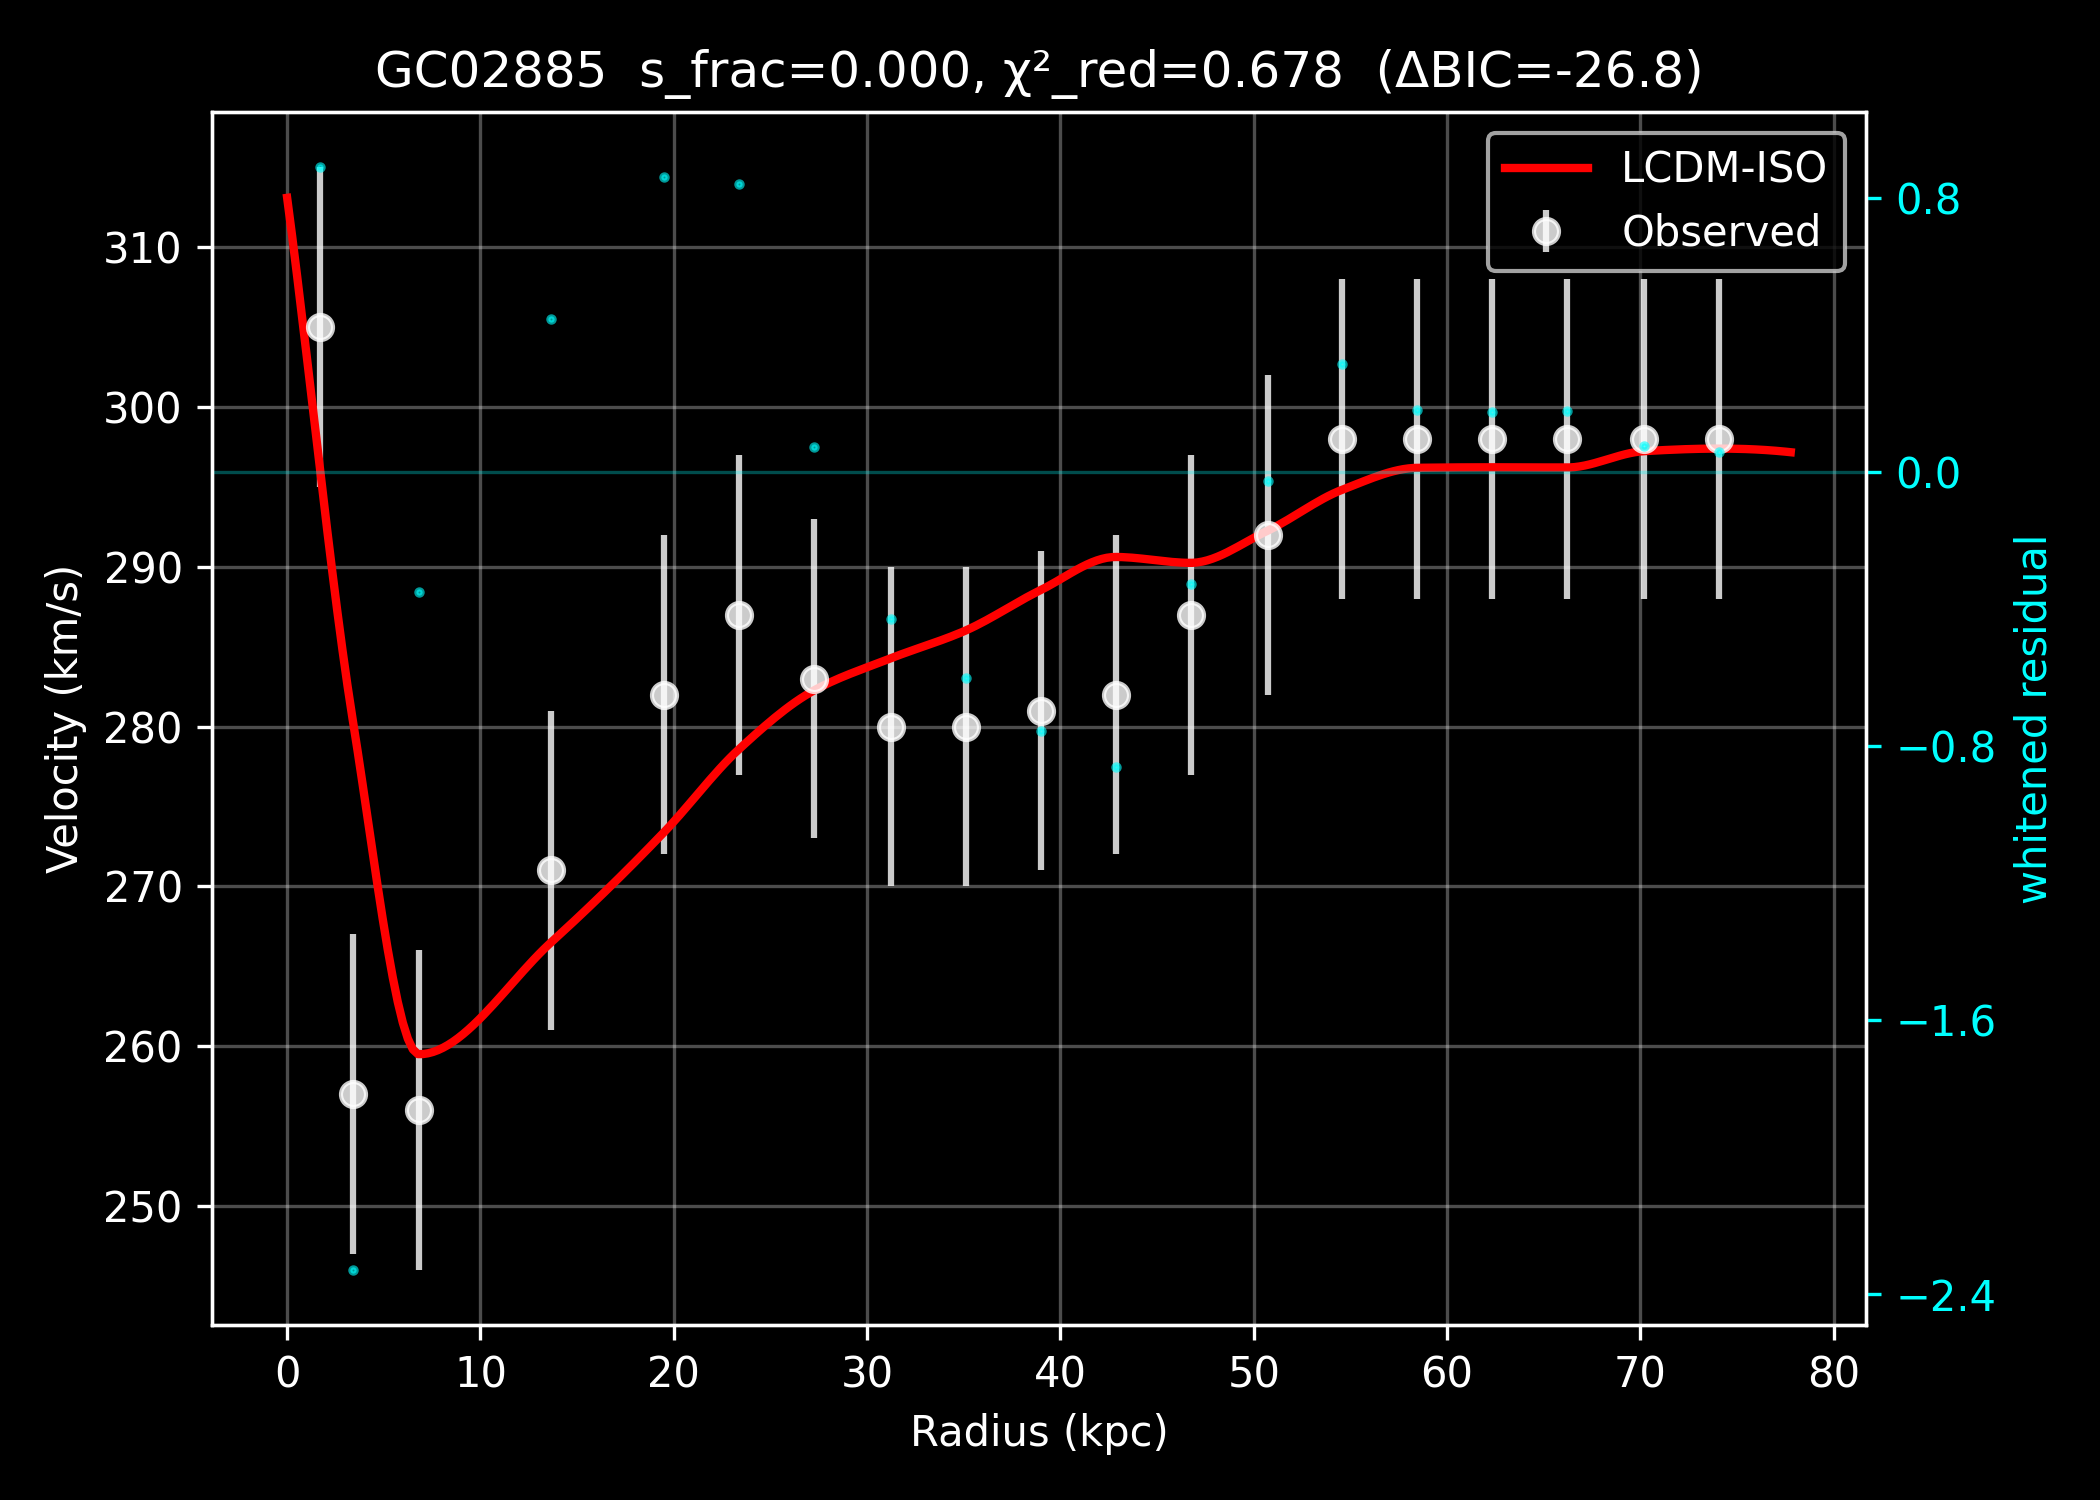 GC02885 s_frac=0.000, χ²_red=0.678 (ΔBIC=-26.8)
LCDM-ISO
Observed
310
300
290
280
270
260
250
Velocity (km/s)
0.8
0.0
−0.8
−1.6
−2.4
whitened residual
0 10 20 30 40 50 60 70 80
Radius (kpc)